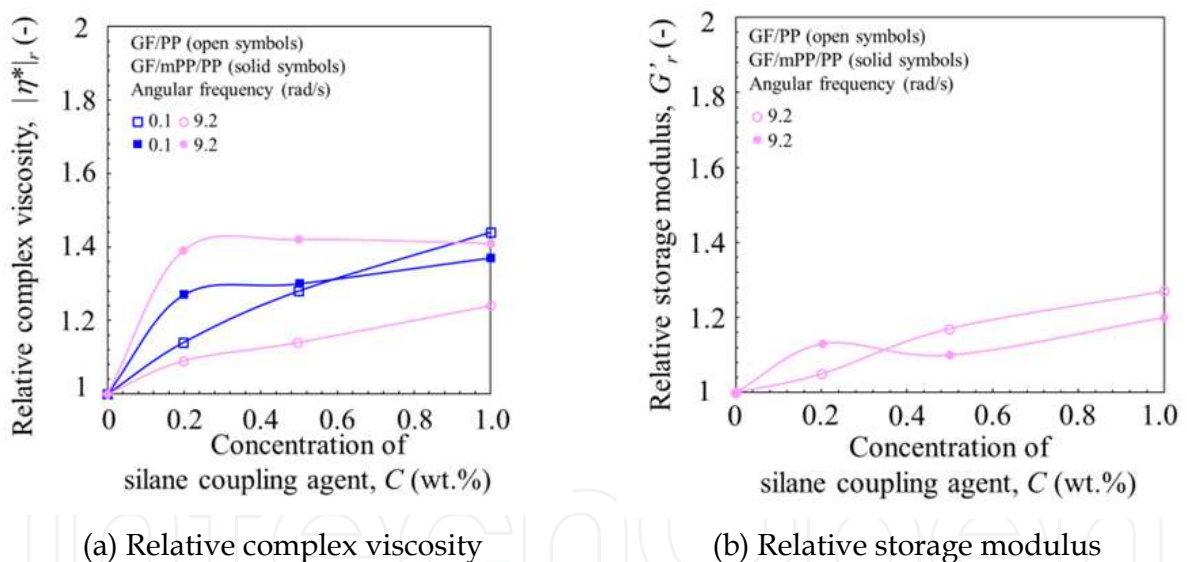 2
1.8
1.6
1.4
1.2
1
Relative complex viscosity, |η*|r (-)
GF/PP (open symbols)
GF/mPP/PP (solid symbols)
Angular frequency (rad/s)
0.1 9.2
0.1 9.2
0 0.2 0.4 0.6 0.8 1.0
Concentration of
silane coupling agent, C (wt.%)
(a) Relative complex viscosity
2
1.8
1.6
1.4
1.2
1
Relative storage modulus, G'r (-)
GF/PP (open symbols)
GF/mPP/PP (solid symbols)
Angular frequency (rad/s)
9.2
9.2
0 0.2 0.4 0.6 0.8 1.0
Concentration of
silane coupling agent, C (wt.%)
(b) Relative storage modulus